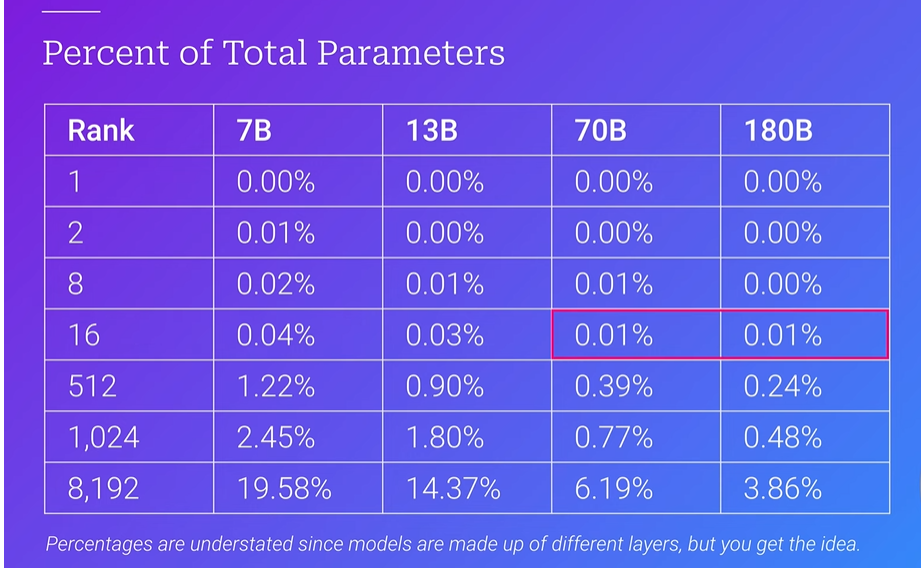 Percent of Total Parameters
Rank 7B 13B 70B 180B
1 0.00% 0.00% 0.00% 0.00%
2 0.01% 0.00% 0.00% 0.00%
8 0.02% 0.01% 0.01% 0.00%
16 0.04% 0.03% 0.01% 0.01%
512 1.22% 0.90% 0.39% 0.24%
1,024 2.45% 1.80% 0.77% 0.48%
8,192 19.58% 14.37% 6.19% 3.86%
Percentages are understated since models are made up of different layers, but you get the idea.